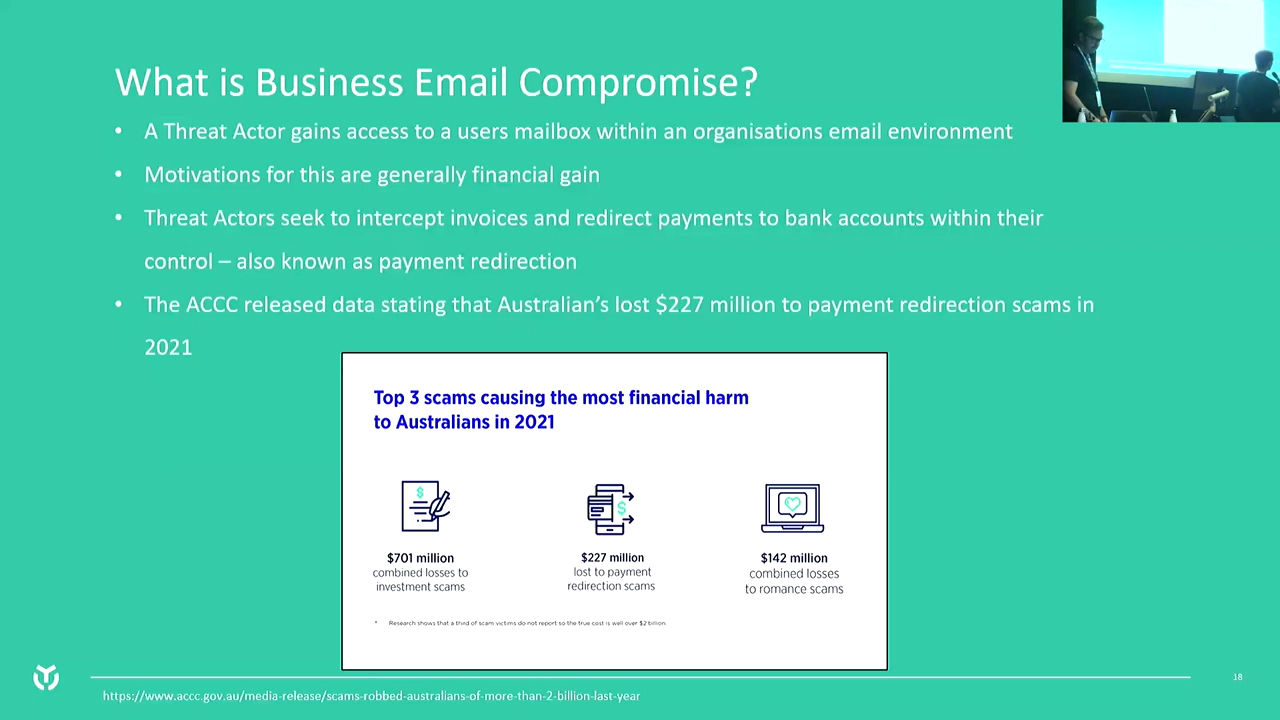 What is Business Email Compromise?
• A Threat Actor gains access to a users mailbox within an organisations email environment
• Motivations for this are generally financial gain
• Threat Actors seek to intercept invoices and redirect payments to bank accounts within their
control – also known as payment redirection
• The ACCC released data stating that Australian’s lost $227 million to payment redirection scams in
2021
Top 3 scams causing the most financial harm
to Australians in 2021
$701 million
combined losses to
investment scams
$227 million
lost to payment
redirection scams
$142 million
combined losses
to romance scams
* Research shows that a third of scam victims do not report so the true cost is well over $2 billion
18
https://www.accc.gov.au/media-release/scams-robbed-australians-of-more-than-2-billion-last-year